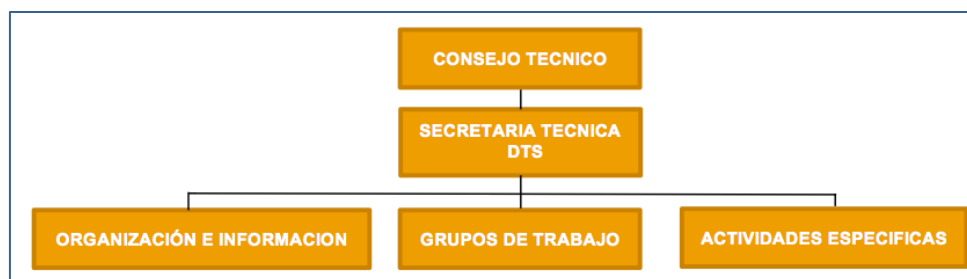 CONSEJO TECNICO
SECRETARIA TECNICA
DTS
ORGANIZACIÓN E INFORMACION
GRUPOS DE TRABAJO
ACTIVIDADES ESPECIFICAS